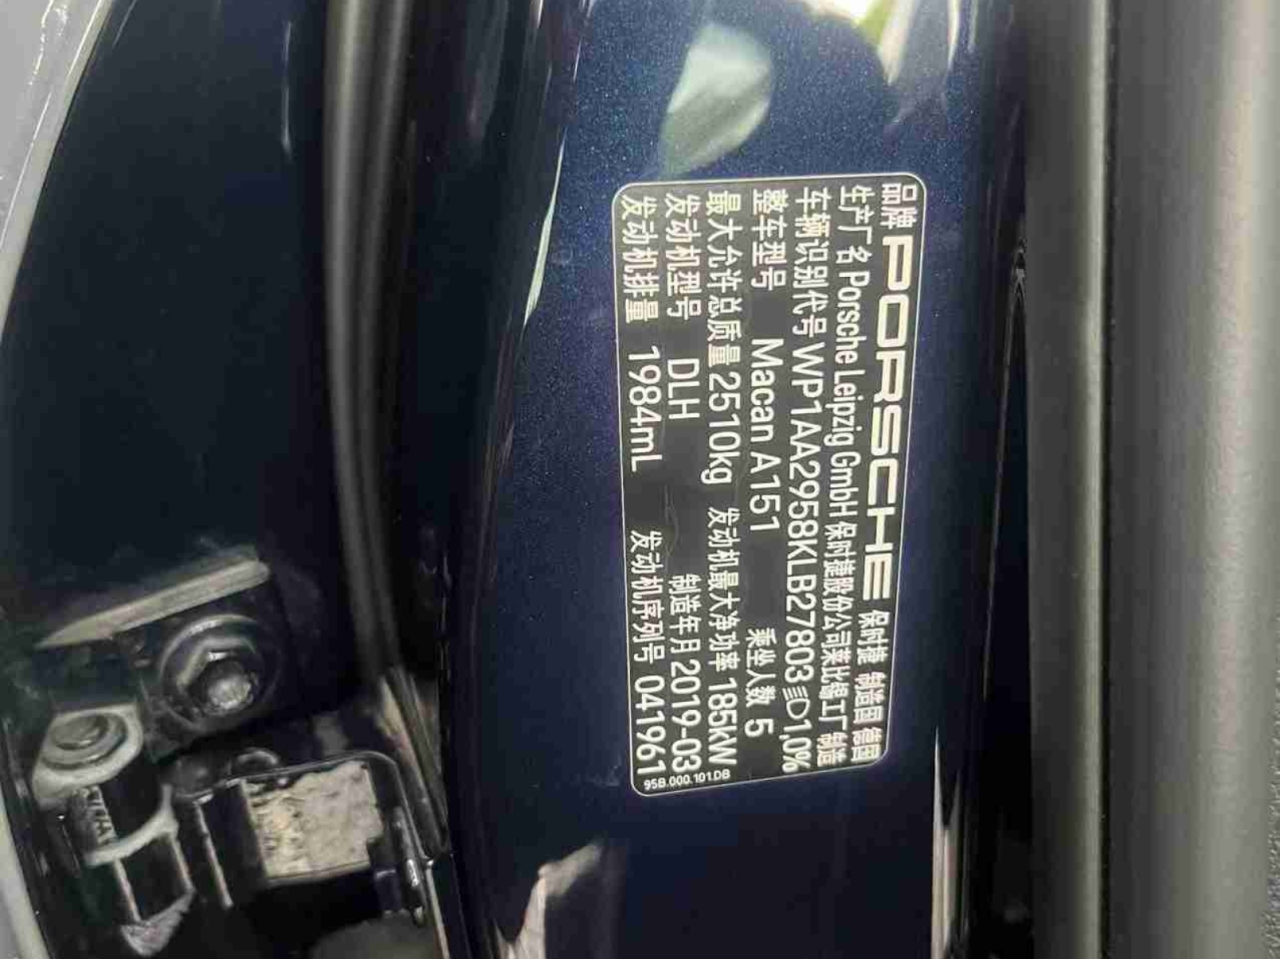 品牌 PORSCHE 保时捷 制造国 德国
生产厂名 Porsche Leipzig GmbH 保时捷股份公司莱比锡工厂 制造
车辆识别代号 WP1AA2958KLB27803 D1,0%
整车型号 Macan A151 乘坐人数 5
最大允许总质量 2510kg 发动机最大净功率 185kW
发动机型号 DLH 制造年月 2019-03
发动机排量 1984mL 发动机序列号 041961
95B.000.101.DB